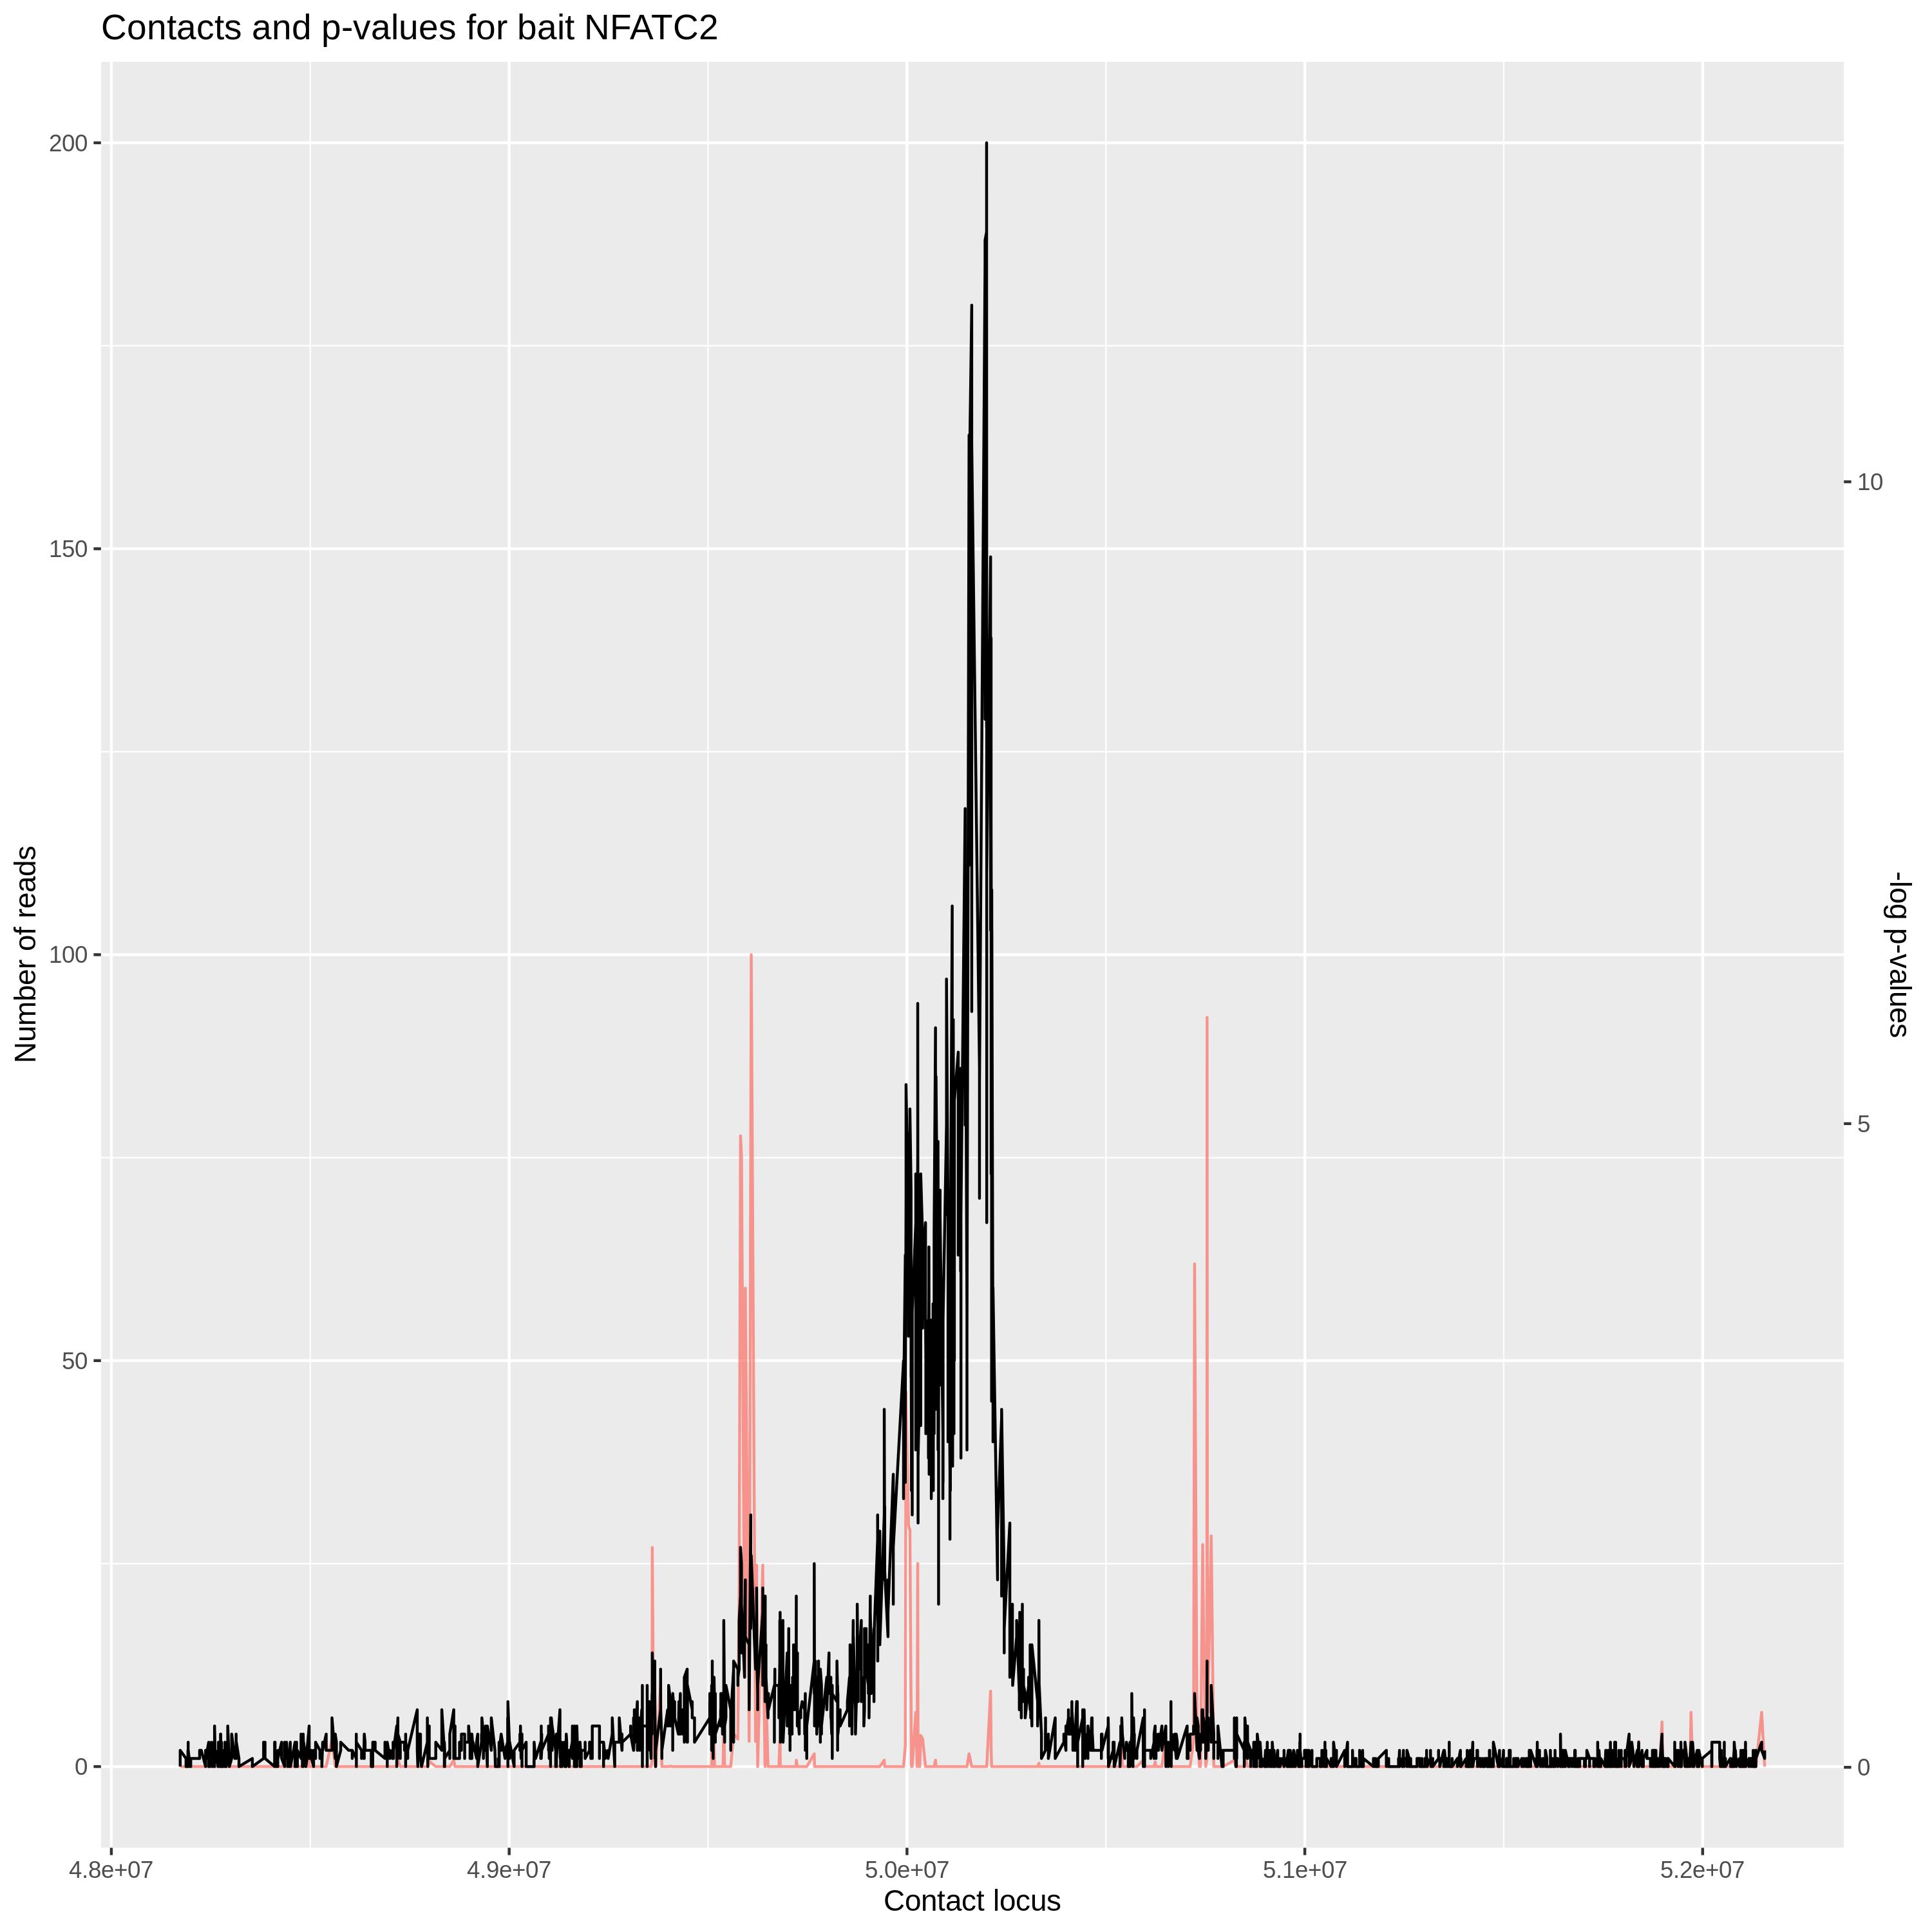 Contacts and p-values for bait NFATC2
200
150
100
50
0
Number of reads
10
5
0
-log p-values
4.8e+07
4.9e+07
5.0e+07
5.1e+07
5.2e+07
Contact locus